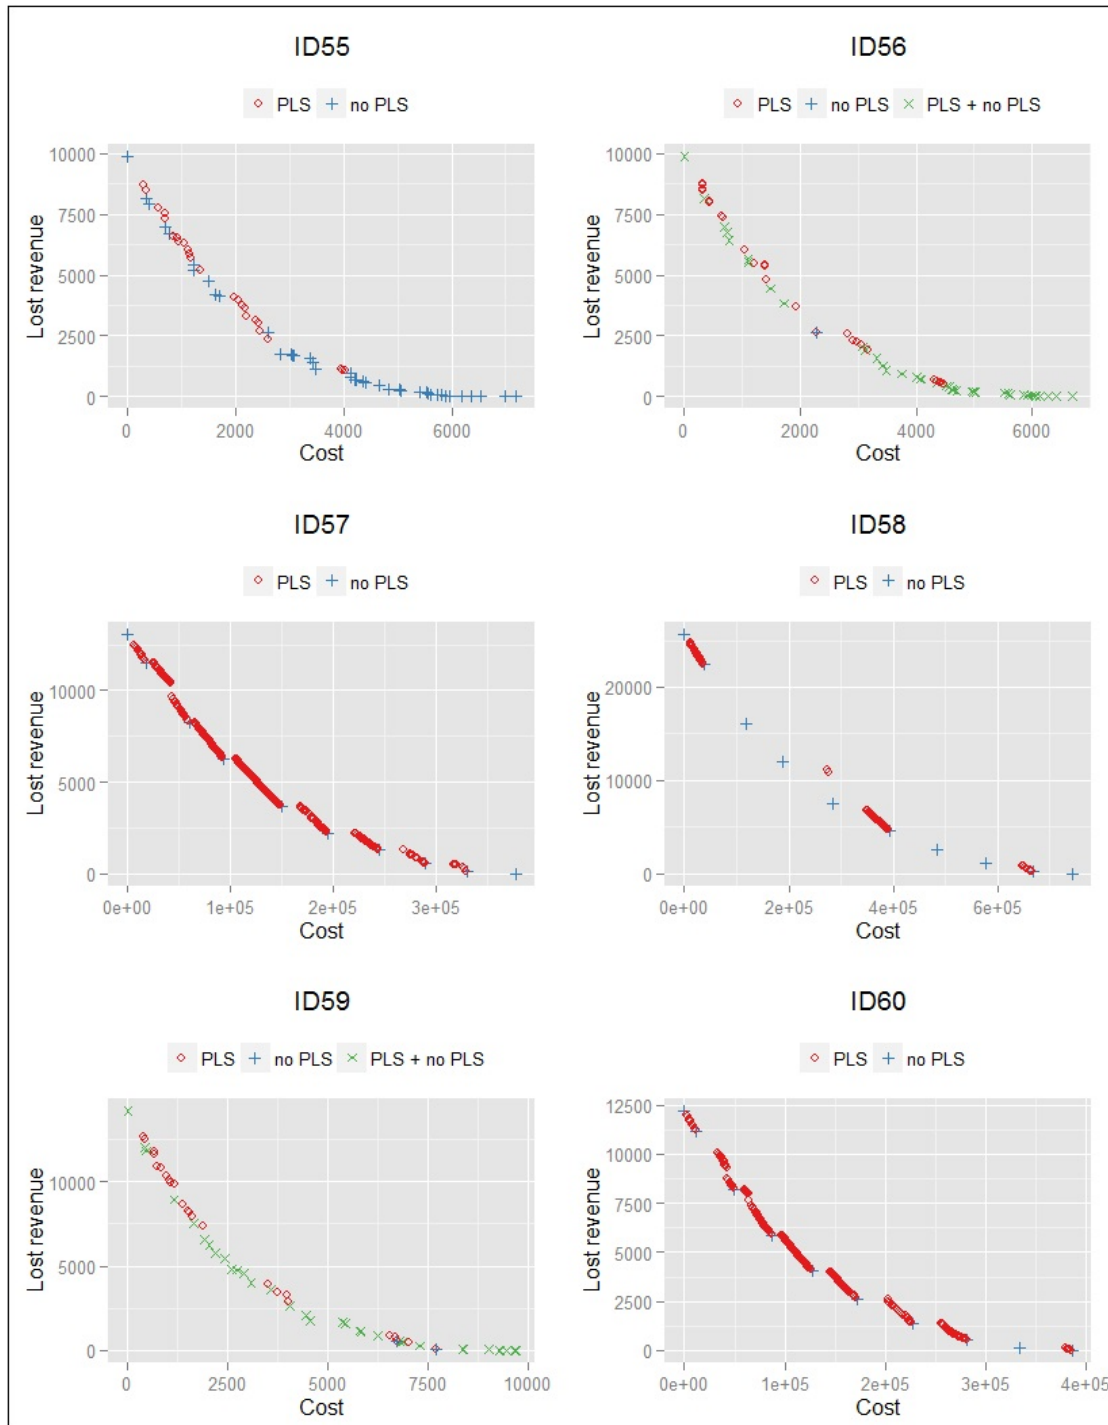 ID55
PLS no PLS
10000
7500
5000
2500
0
Lost revenue
0 2000 4000 6000
Cost
ID56
PLS no PLS PLS + no PLS
10000
7500
5000
2500
0
Lost revenue
0 2000 4000 6000
Cost
ID57
PLS no PLS
10000
5000
0
Lost revenue
0e+00 1e+05 2e+05 3e+05
Cost
ID58
PLS no PLS
20000
10000
0
Lost revenue
0e+00 2e+05 4e+05 6e+05
Cost
ID59
PLS no PLS PLS + no PLS
10000
5000
0
Lost revenue
0 2500 5000 7500 10000
Cost
ID60
PLS no PLS
12500
10000
7500
5000
2500
0
Lost revenue
0e+00 1e+05 2e+05 3e+05 4e+05
Cost